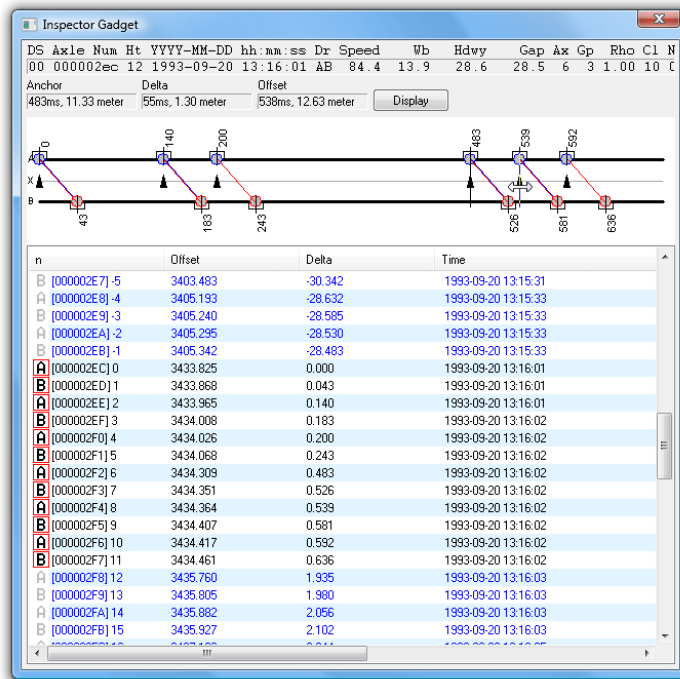 Inspector Gadget
DS Axle Num Ht YYYY-MM-DD hh:mm:ss Dr Speed Wb Hdwy Gap Ax Gp Rho Cl N
00 000002ec 12 1993-09-20 13:16:01 AB 84.4 13.9 28.6 28.5 6 3 1.00 10 0
Anchor Delta Offset
483ms, 11.33 meter 55ms, 1.30 meter 538ms, 12.63 meter Display
0 140 200 483 539 592
A
X
B
43 183 243 526 581 636
n Offset Delta Time
B [000002E7] -5 3403.483 -30.342 1993-09-20 13:15:31
A [000002E8] -4 3405.193 -28.632 1993-09-20 13:15:33
B [000002E9] -3 3405.240 -28.585 1993-09-20 13:15:33
A [000002EA] -2 3405.295 -28.530 1993-09-20 13:15:33
B [000002EB] -1 3405.342 -28.483 1993-09-20 13:15:33
A [000002EC] 0 3433.825 0.000 1993-09-20 13:16:01
B [000002ED] 1 3433.868 0.043 1993-09-20 13:16:01
A [000002EE] 2 3433.965 0.140 1993-09-20 13:16:01
B [000002EF] 3 3434.008 0.183 1993-09-20 13:16:02
A [000002F0] 4 3434.026 0.200 1993-09-20 13:16:02
B [000002F1] 5 3434.068 0.243 1993-09-20 13:16:02
A [000002F2] 6 3434.309 0.483 1993-09-20 13:16:02
B [000002F3] 7 3434.351 0.526 1993-09-20 13:16:02
A [000002F4] 8 3434.364 0.539 1993-09-20 13:16:02
B [000002F5] 9 3434.407 0.581 1993-09-20 13:16:02
A [000002F6] 10 3434.417 0.592 1993-09-20 13:16:02
B [000002F7] 11 3434.461 0.636 1993-09-20 13:16:02
A [000002F8] 12 3435.760 1.935 1993-09-20 13:16:03
B [000002F9] 13 3435.805 1.980 1993-09-20 13:16:03
A [000002FA] 14 3435.882 2.056 1993-09-20 13:16:03
B [000002FB] 15 3435.927 2.102 1993-09-20 13:16:03